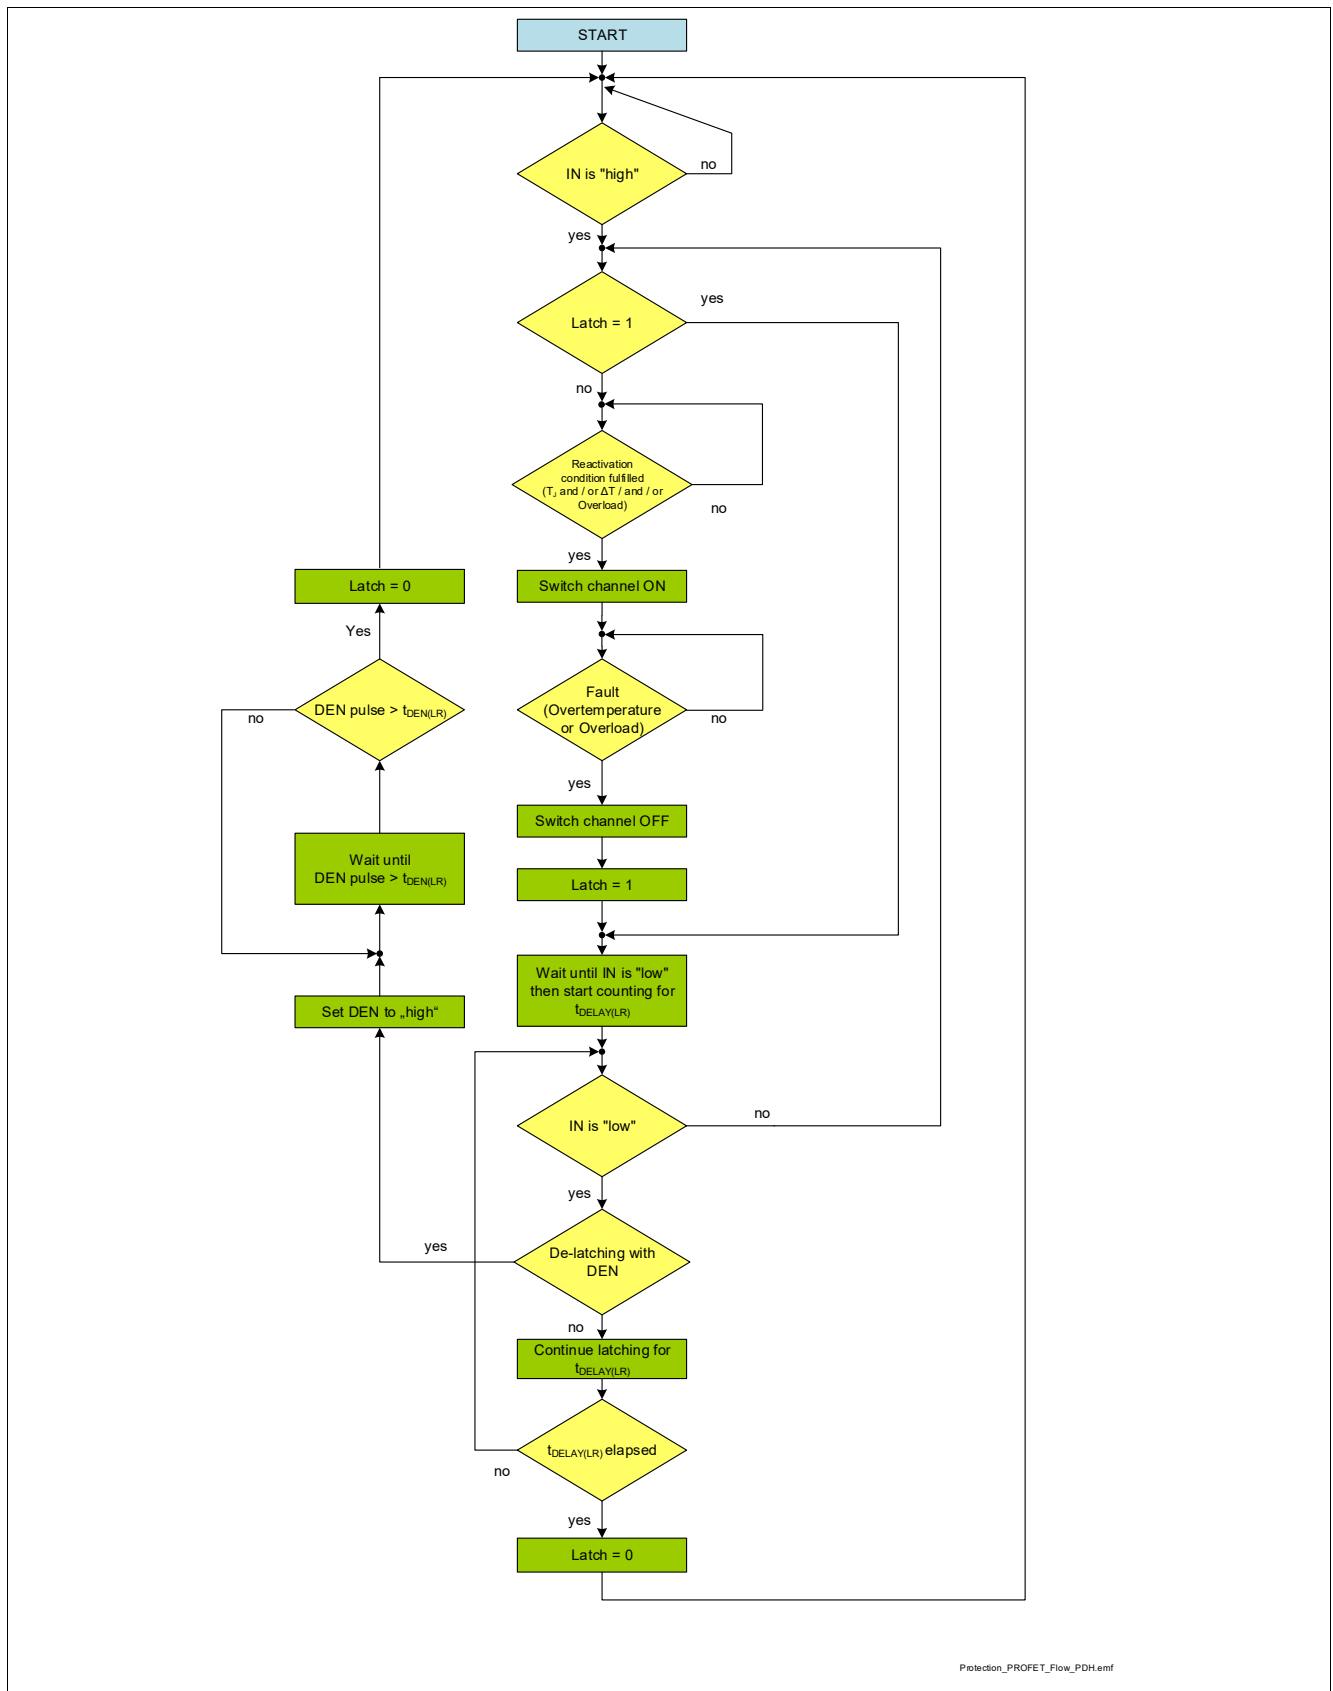 START
IN is "high"
no
yes
Latch = 1
yes
no
Reactivation
condition fulfilled
(TJ and / or ΔT / and / or
Overload)
no
yes
Switch channel ON
Latch = 0
Yes
DEN pulse > tDEN(LR)
no
Fault
(Overtemperature
or Overload)
no
yes
Switch channel OFF
Wait until
DEN pulse > tDEN(LR)
Latch = 1
Wait until IN is "low"
then start counting for
tDELAY(LR)
Set DEN to „high“
IN is "low"
no
yes
De-latching with
DEN
yes
no
Continue latching for
tDELAY(LR)
tDELAY(LR) elapsed
no
yes
Latch = 0
Protection_PROFET_Flow_PDH.emf